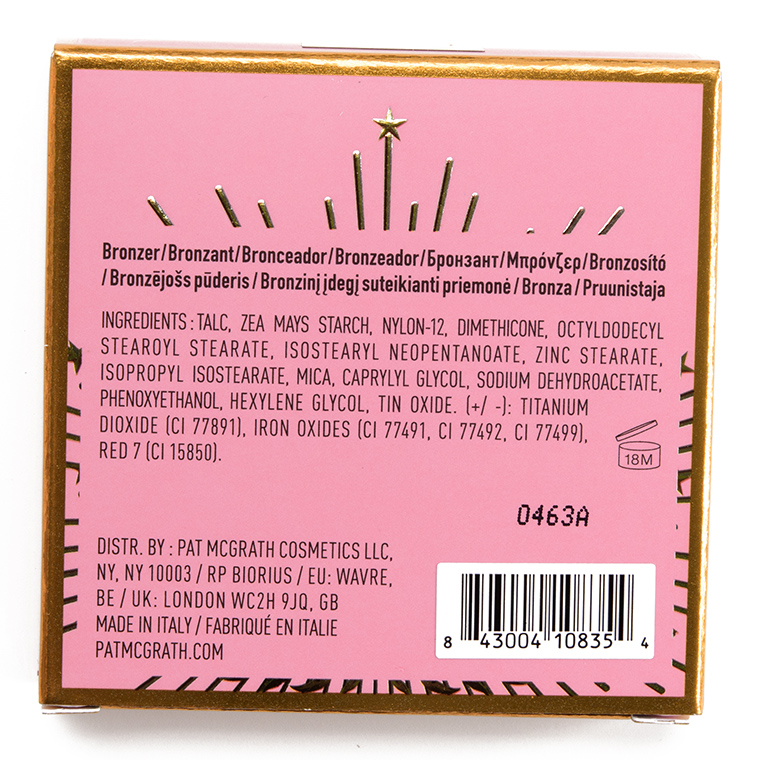 Bronzer/Bronzant/Bronceador/Bronzeador/Бронзант/Μπρόνζερ/Bronzosító
/ Bronzējošs pūderis / Bronzinį įdegį suteikianti priemonė / Bronza / Pruunistaja
INGREDIENTS : TALC, ZEA MAYS STARCH, NYLON-12, DIMETHICONE, OCTYLDODECYL
STEAROYL STEARATE, ISOSTEARYL NEOPENTANOATE, ZINC STEARATE,
ISOPROPYL ISOSTEARATE, MICA, CAPRYLYL GLYCOL, SODIUM DEHYDROACETATE,
PHENOXYETHANOL, HEXYLENE GLYCOL, TIN OXIDE. (+/ -): TITANIUM
DIOXIDE (CI 77891), IRON OXIDES (CI 77491, CI 77492, CI 77499),
RED 7 (CI 15850).
18M
0463A
DISTR. BY : PAT MCGRATH COSMETICS LLC,
NY, NY 10003 / RP BIORIUS / EU: WAVRE,
BE / UK: LONDON WC2H 9JQ, GB
MADE IN ITALY / FABRIQUÉ EN ITALIE
PATMCGRATH.COM
8 43004 10835 4